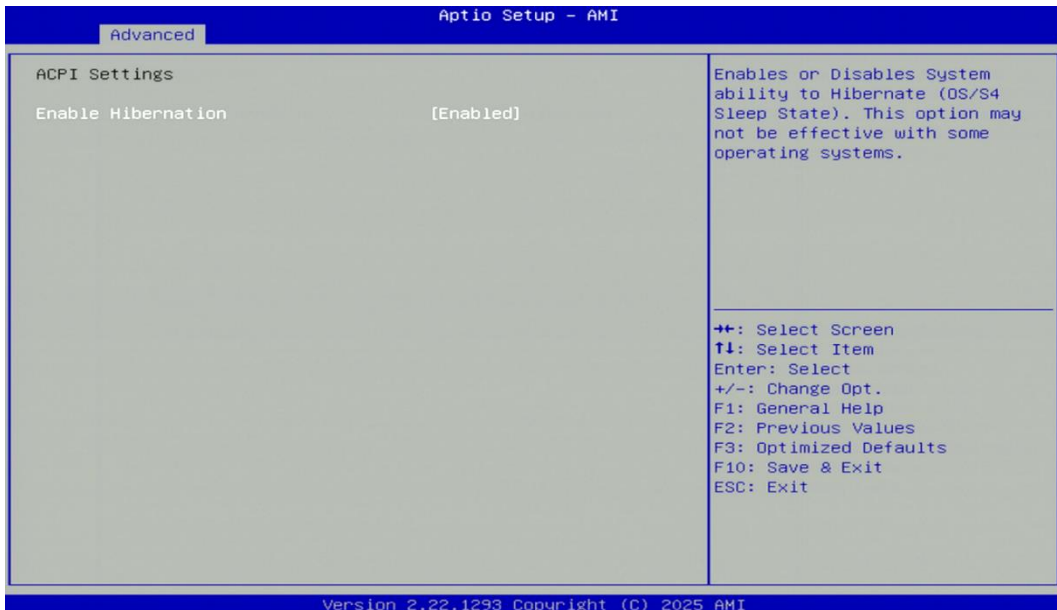 Aptio Setup – AMI
Advanced
ACPI Settings
Enable Hibernation [Enabled]
Enables or Disables System
ability to Hibernate (OS/S4
Sleep State). This option may
not be effective with some
operating systems.
→←: Select Screen
↑↓: Select Item
Enter: Select
+/-: Change Opt.
F1: General Help
F2: Previous Values
F3: Optimized Defaults
F10: Save & Exit
ESC: Exit
Version 2.22.1293 Copyright (C) 2025 AMI